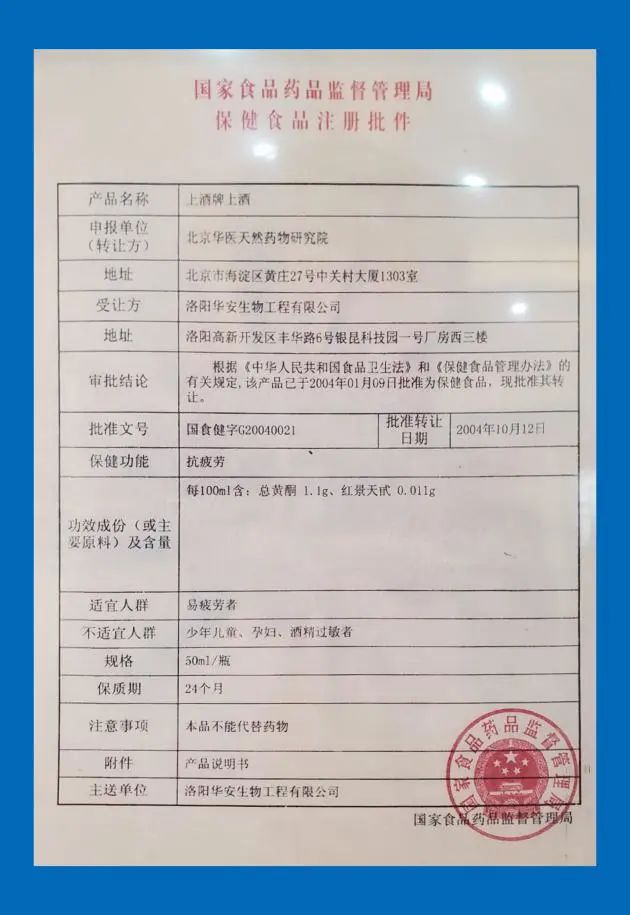 国家食品药品监督管理局
保健食品注册批件
产品名称 上酒牌上酒
申报单位
(转让方) 北京华医天然药物研究院
地址 北京市海淀区黄庄27号中关村大厦1303室
受让方 洛阳华安生物工程有限公司
地址 洛阳高新开发区丰华路6号银昆科技园一号厂房西三楼
审批结论 根据《中华人民共和国食品卫生法》和《保健食品管理办法》的
有关规定,该产品已于2004年01月09日批准为保健食品，现批准其转
让。
批准文号 国食健字G20040021 批准转让
日期 2004年10月12日
保健功能 抗疲劳
功效成份（或主
要原料）及含量 每100ml含：总黄酮 1.1g、红景天甙 0.011g
适宜人群 易疲劳者
不适宜人群 少年儿童、孕妇、酒精过敏者
规格 50ml/瓶
保质期 24个月
注意事项 本品不能代替药物
附件 产品说明书
主送单位 洛阳华安生物工程有限公司
国家食品药品监督管理局
国家食品药品监督管理局